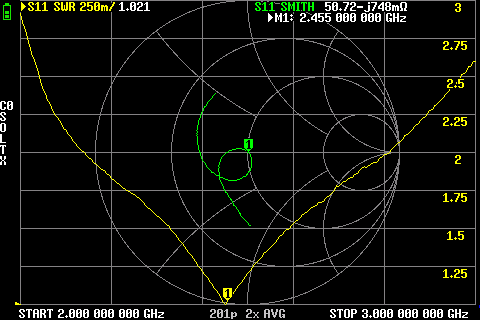 S11 SWR 250m/ 1.021 S11 SMITH 50.72-j748mΩ 3
M1: 2.455 000 000 GHz
2.75
2.5
C0
S
O
L
T
X
2.25
1
2
1.75
1.5
1.25
1
START 2.000 000 000 GHz 201p 2x AVG STOP 3.000 000 000 GHz